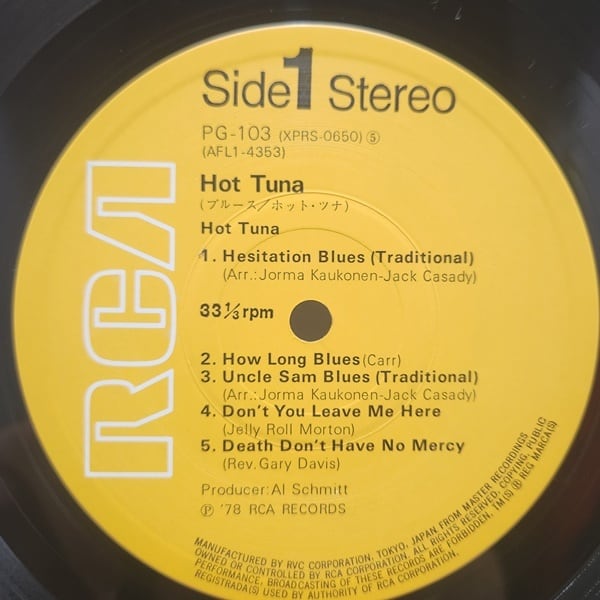 Side 1 Stereo
PG-103 (XPRS-0650) ⑤
(AFL1-4353)
Hot Tuna
(ブルース/ホット・ツナ)
Hot Tuna
1. Hesitation Blues (Traditional)
(Arr.: Jorma Kaukonen-Jack Casady)
33 1/3 rpm
2. How Long Blues (Carr)
3. Uncle Sam Blues (Traditional)
(Arr.: Jorma Kaukonen-Jack Casady)
4. Don't You Leave Me Here
(Jelly Roll Morton)
5. Death Don't Have No Mercy
(Rev. Gary Davis)
Producer: Al Schmitt
Ⓟ '78 RCA RECORDS
RCA
MANUFACTURED BY RVC CORPORATION, TOKYO, JAPAN, FROM MASTER RECORDINGS
OWNED OR CONTROLLED BY RCA CORPORATION. ALL RIGHTS RESERVED. COPYING, PUBLIC
PERFORMANCE, BROADCASTING OF THESE RECORDS ARE FORBIDDEN. TM(S) ® REG MARCA(S)
REGISTRADA(S) USED BY AUTHORITY OF RCA CORPORATION.